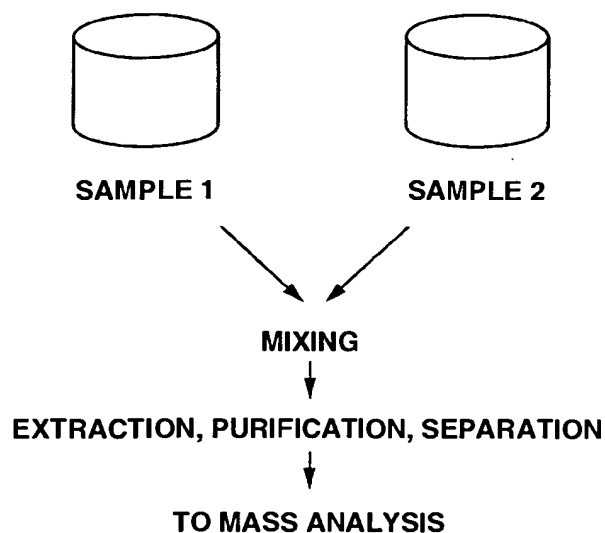 SAMPLE 1
SAMPLE 2
MIXING
EXTRACTION, PURIFICATION, SEPARATION
TO MASS ANALYSIS